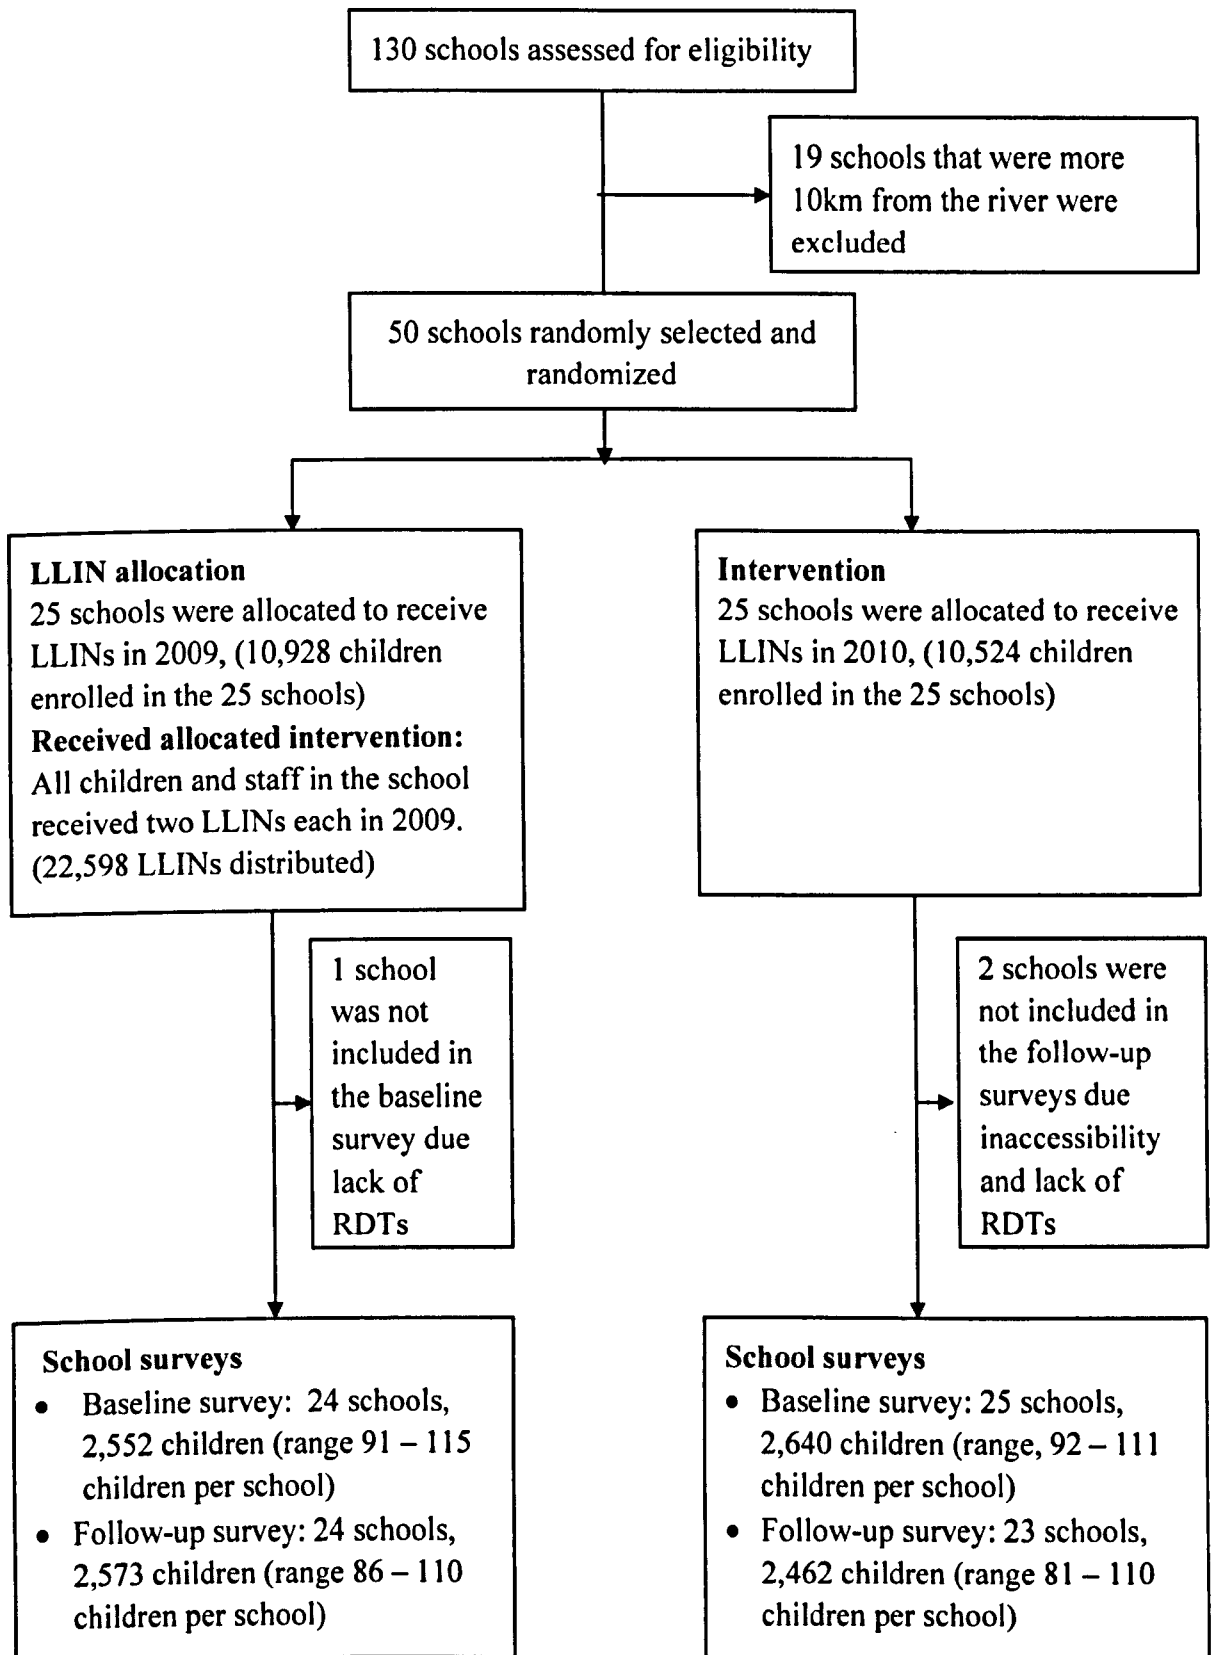 130 schools assessed for eligibility
19 schools that were more
10km from the river were
excluded
50 schools randomly selected and
randomized
LLIN allocation
25 schools were allocated to receive
LLINs in 2009, (10,928 children
enrolled in the 25 schools)
Received allocated intervention:
All children and staff in the school
received two LLINs each in 2009.
(22,598 LLINs distributed)
Intervention
25 schools were allocated to receive
LLINs in 2010, (10,524 children
enrolled in the 25 schools)
1 school
was not
included in
the baseline
survey due
lack of
RDTs
2 schools were
not included in
the follow-up
surveys due
inaccessibility
and lack of
RDTs
School surveys
• Baseline survey: 24 schools,
2,552 children (range 91 – 115
children per school)
• Follow-up survey: 24 schools,
2,573 children (range 86 – 110
children per school)
School surveys
• Baseline survey: 25 schools,
2,640 children (range, 92 – 111
children per school)
• Follow-up survey: 23 schools,
2,462 children (range 81 – 110
children per school)